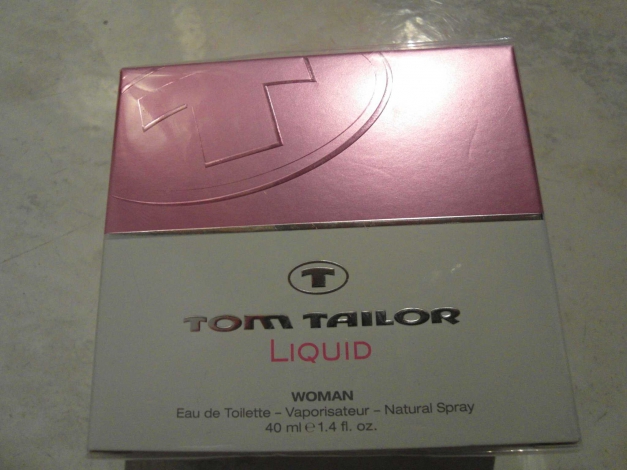 T
T
TOM TAILOR
LIQUID
WOMAN
Eau de Toilette – Vaporisateur – Natural Spray
40 ml ℮ 1.4 fl. oz.